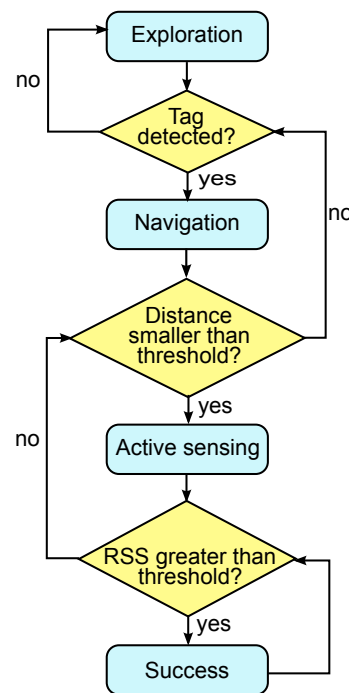 Exploration
no
Tag
detected?
yes
Navigation
no
Distance
smaller than
threshold?
yes
no
Active sensing
RSS greater than
threshold?
yes
Success